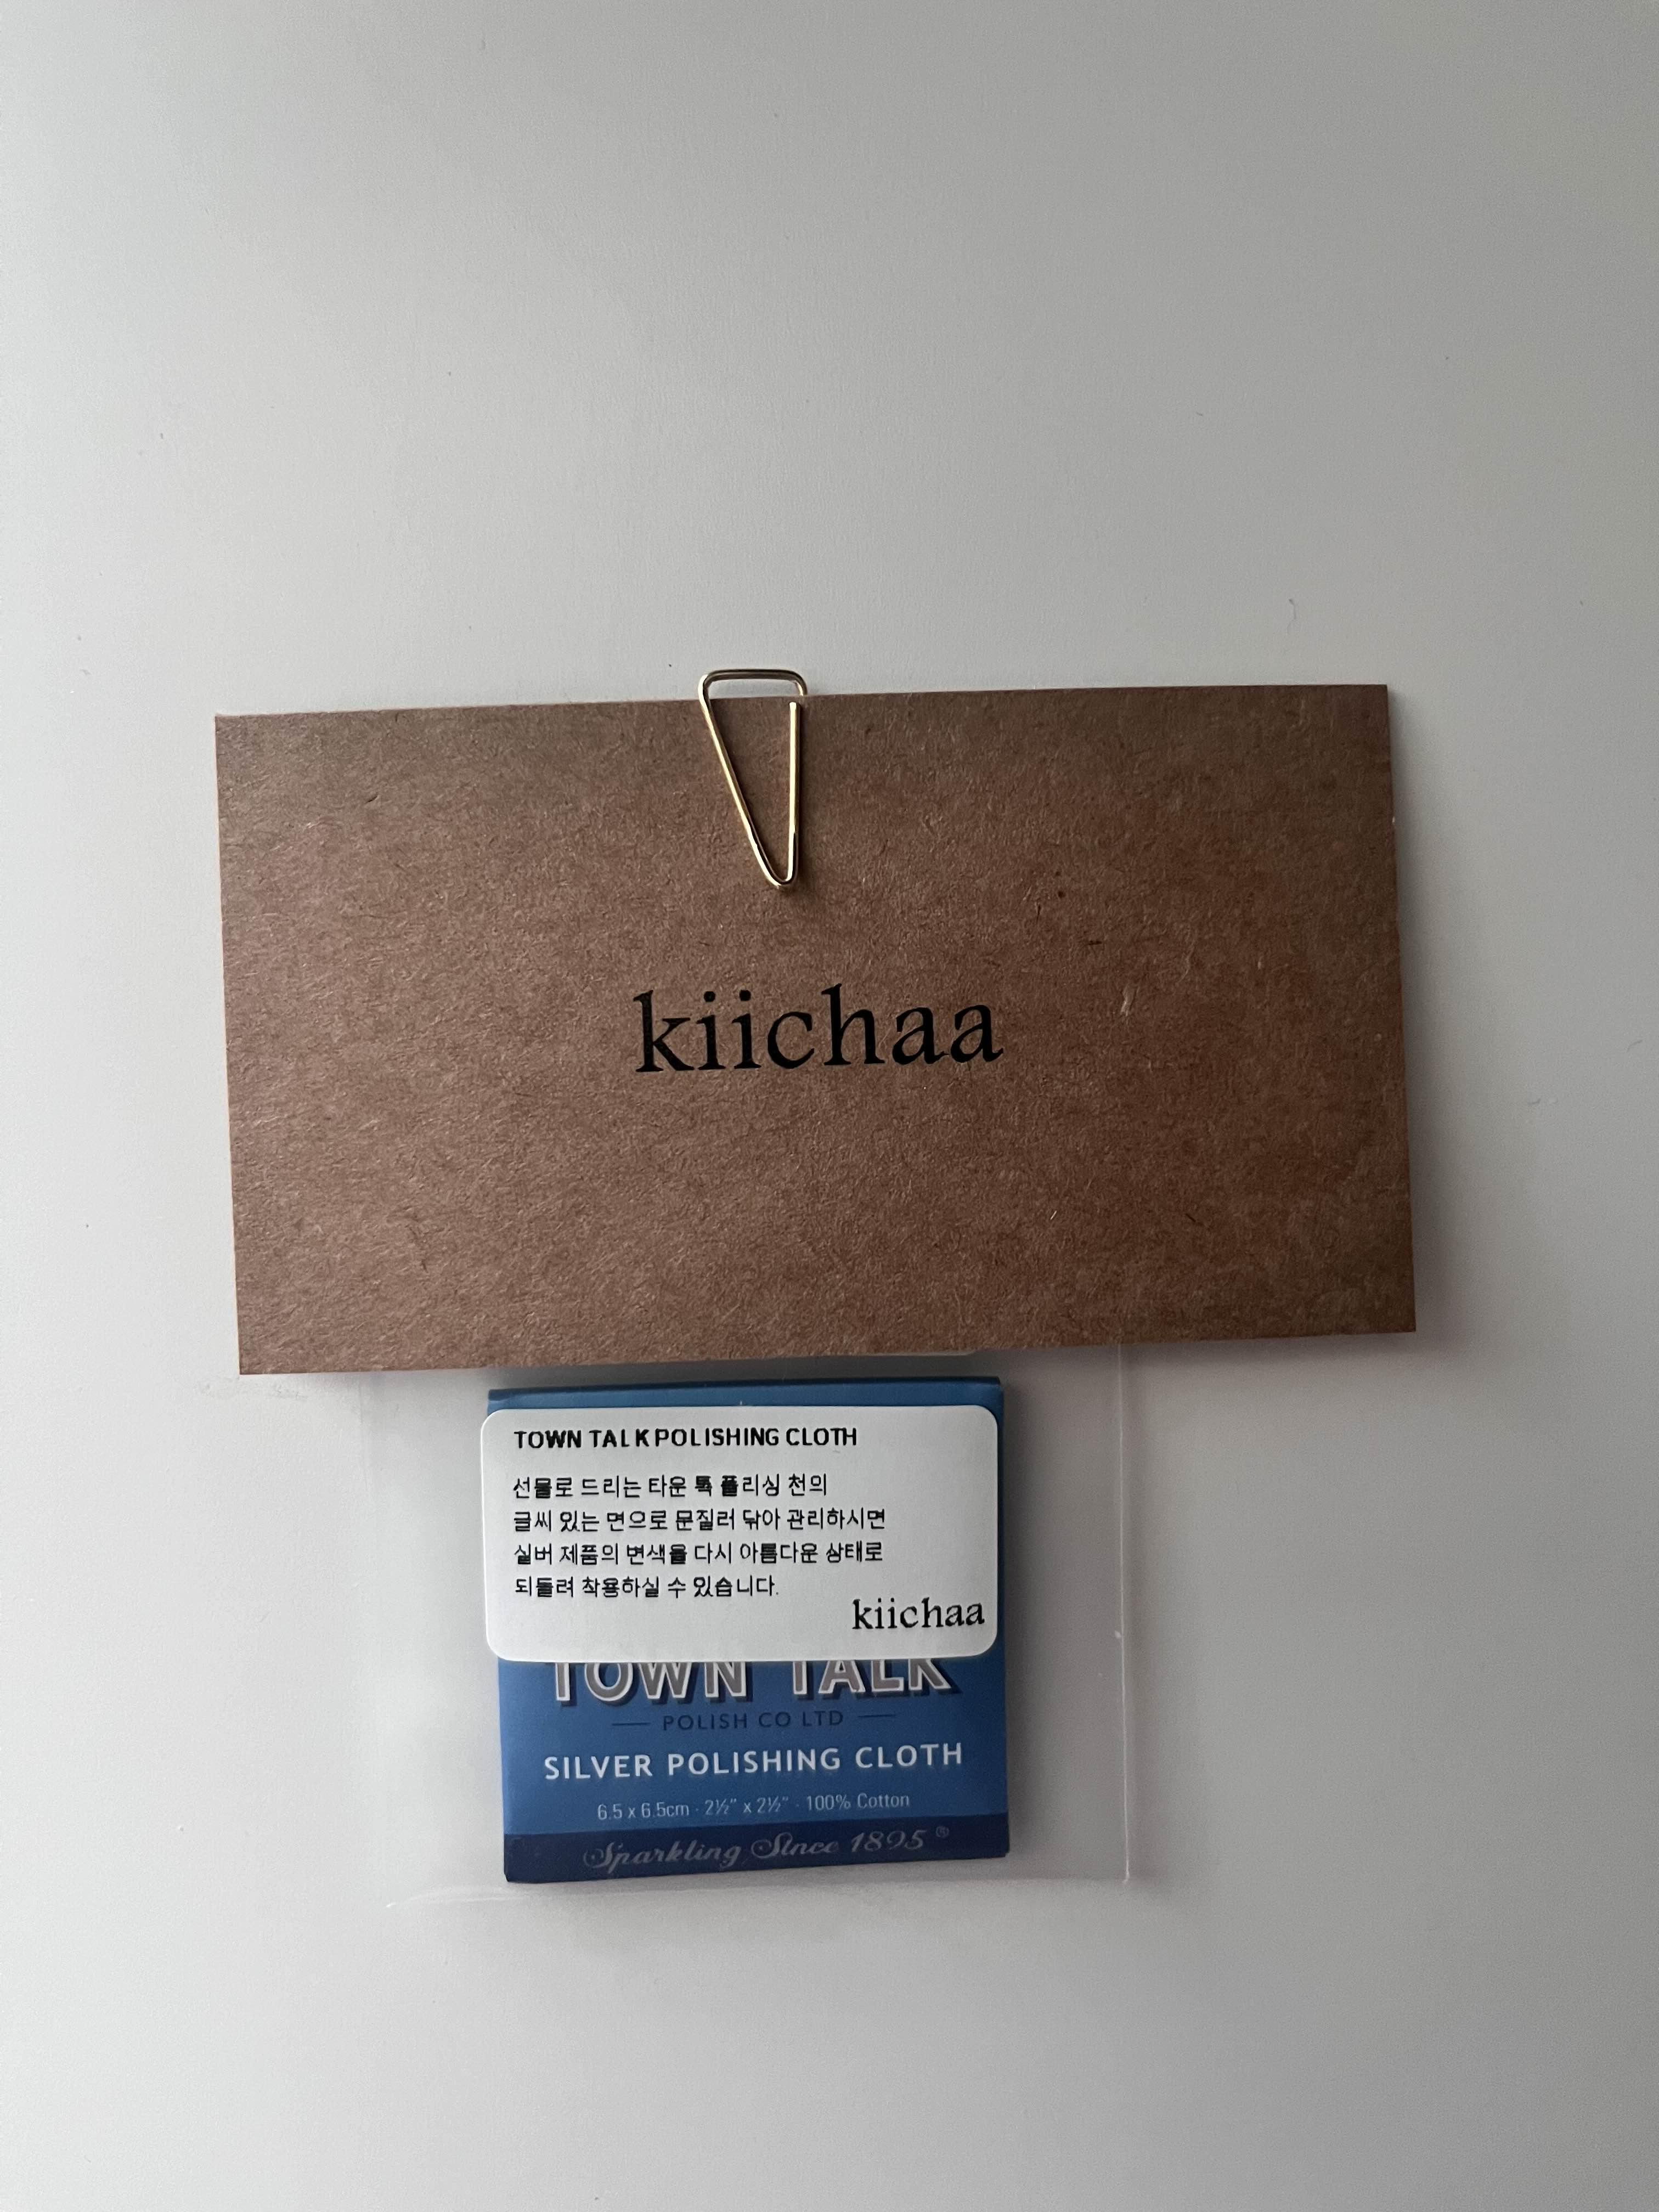 kiichaa
TOWN TALK POLISHING CLOTH
선물로 드리는 타운 톡 폴리싱 천의
글씨 있는 면으로 문질러 닦아 관리하시면
실버 제품의 변색을 다시 아름다운 상태로
되돌려 착용하실 수 있습니다.
kiichaa
TOWN TALK
POLISH CO LTD
SILVER POLISHING CLOTH
6.5 x 6.5cm · 2½" x 2½" · 100% Cotton
Sparkling Since 1895 ®